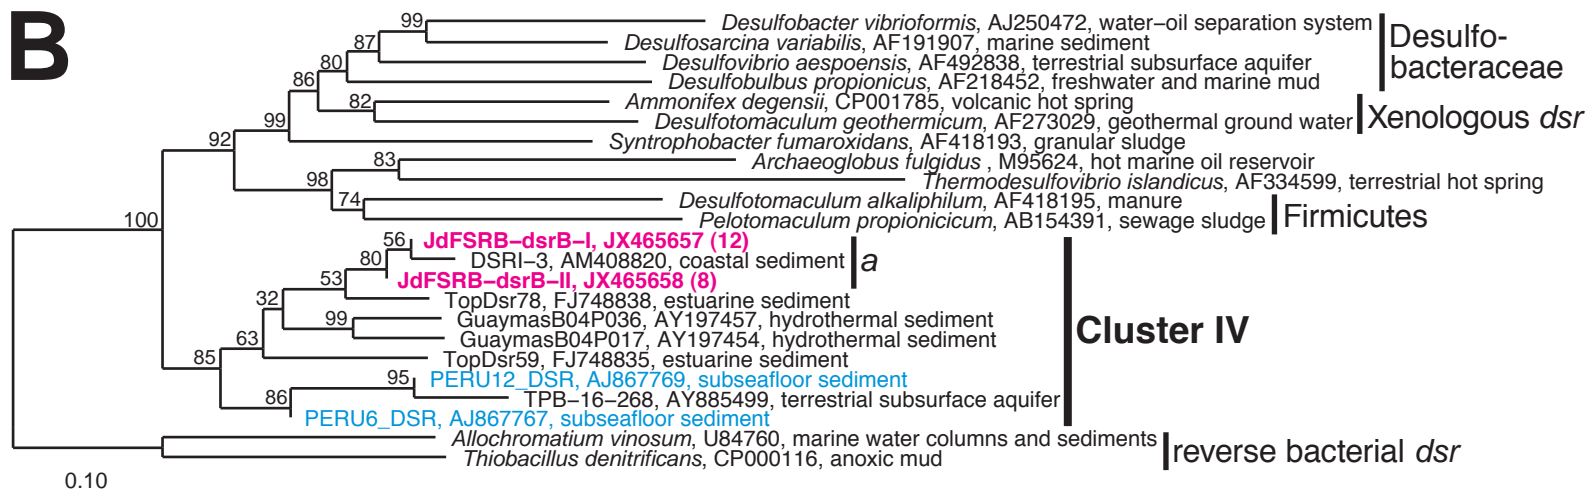 B
99
Desulfobacter vibrioformis, AJ250472, water−oil separation system
87
Desulfosarcina variabilis, AF191907, marine sediment
80
Desulfovibrio aespoensis, AF492838, terrestrial subsurface aquifer
86
Desulfobulbus propionicus, AF218452, freshwater and marine mud
Desulfo-
bacteraceae
82
Ammonifex degensii, CP001785, volcanic hot spring
99
Desulfotomaculum geothermicum, AF273029, geothermal ground water
Xenologous dsr
92
Syntrophobacter fumaroxidans, AF418193, granular sludge
83
Archaeoglobus fulgidus , M95624, hot marine oil reservoir
98
Thermodesulfovibrio islandicus, AF334599, terrestrial hot spring
74
Desulfotomaculum alkaliphilum, AF418195, manure
Pelotomaculum propionicicum, AB154391, sewage sludge
Firmicutes
100
56
JdFSRB−dsrB−I, JX465657 (12)
80
DSRI−3, AM408820, coastal sediment
a
53
JdFSRB−dsrB−II, JX465658 (8)
32
TopDsr78, FJ748838, estuarine sediment
99
GuaymasB04P036, AY197457, hydrothermal sediment
63
GuaymasB04P017, AY197454, hydrothermal sediment
Cluster IV
85
TopDsr59, FJ748835, estuarine sediment
95
PERU12_DSR, AJ867769, subseafloor sediment
86
TPB−16−268, AY885499, terrestrial subsurface aquifer
PERU6_DSR, AJ867767, subseafloor sediment
Allochromatium vinosum, U84760, marine water columns and sediments
Thiobacillus denitrificans, CP000116, anoxic mud
reverse bacterial dsr
0.10